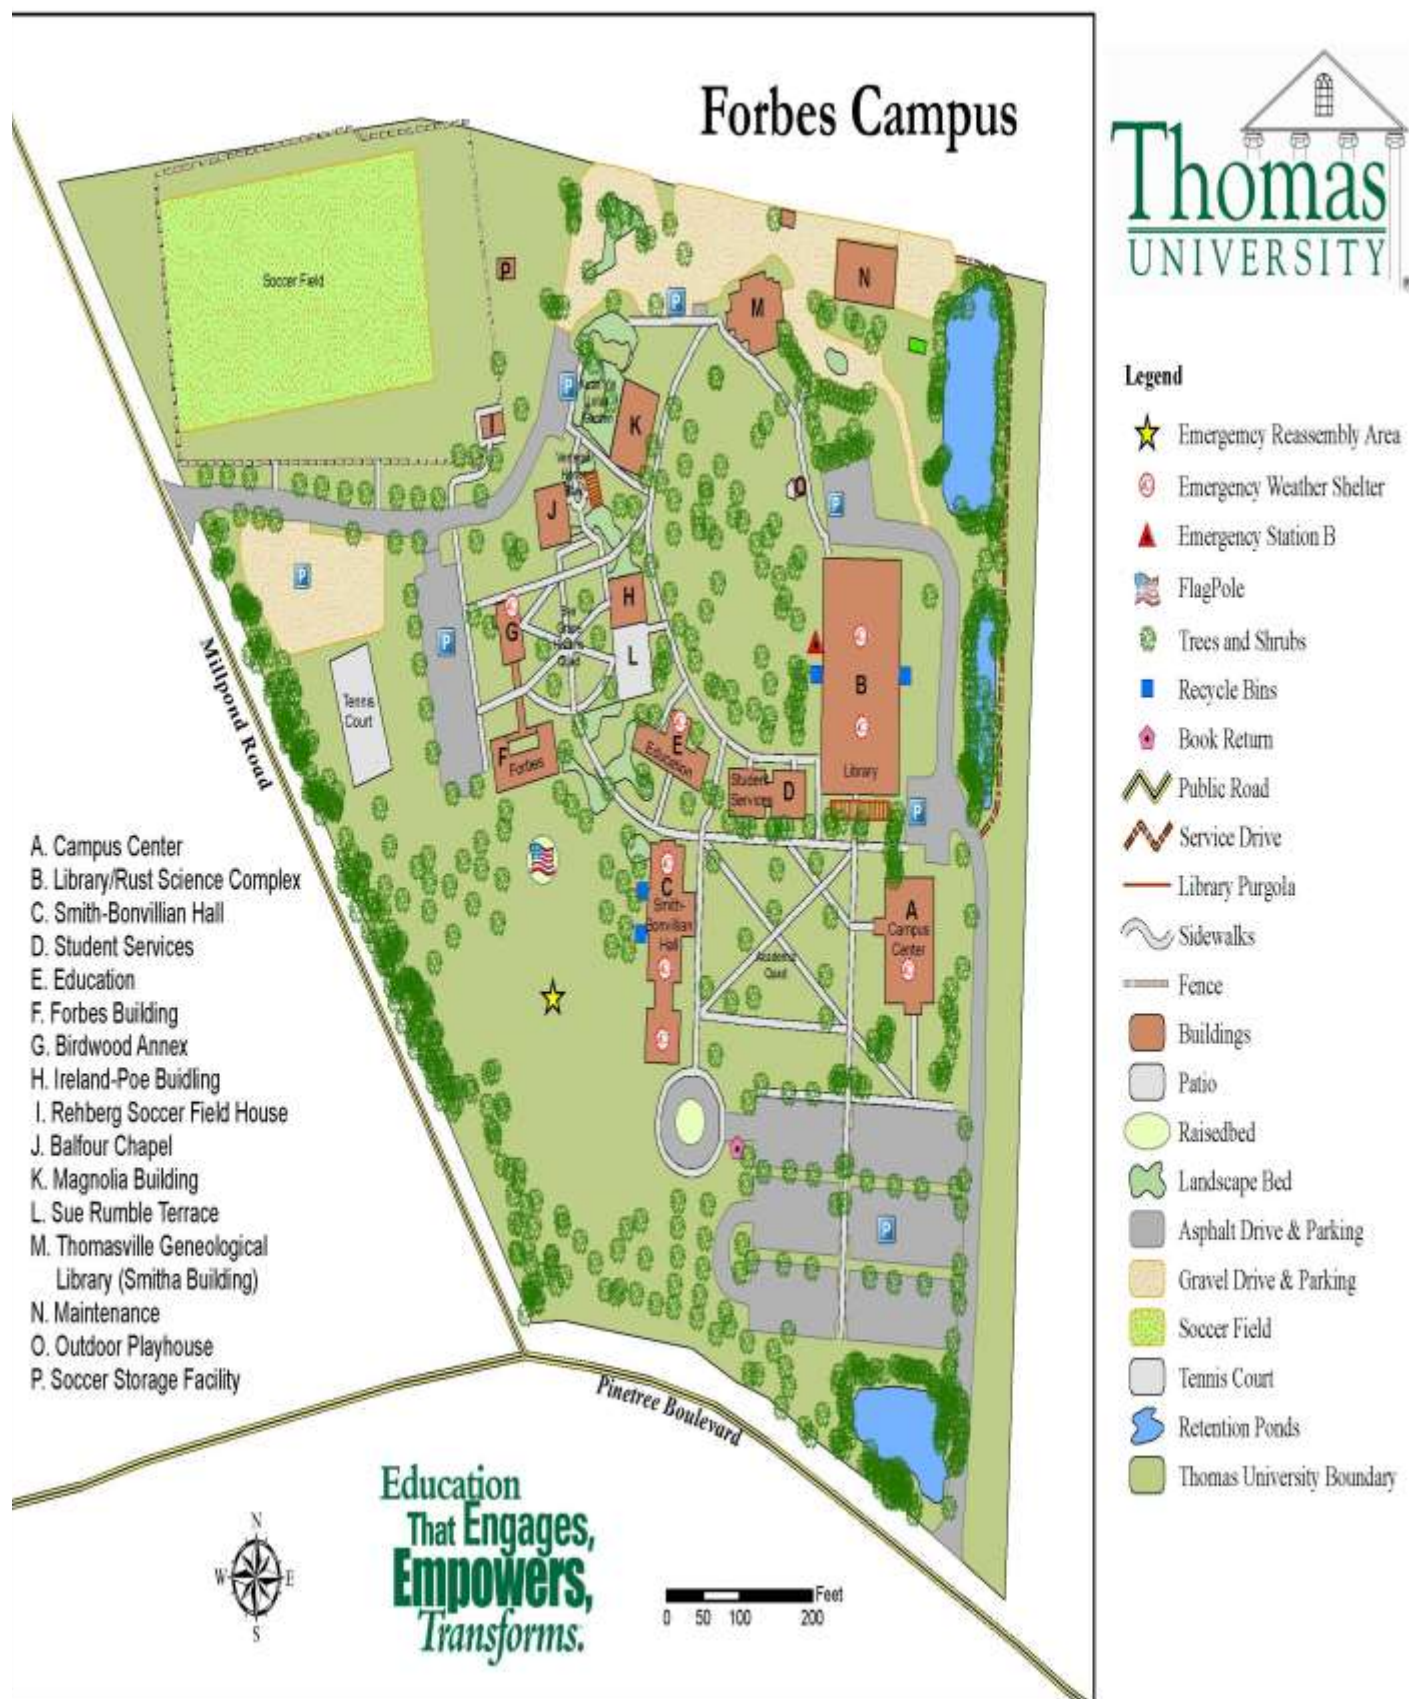 Forbes Campus
Thomas
UNIVERSITY
Soccer Field
P
N
M
P
P
I
K
J
O
P
P
H
G
L
B
P
Tennis
Court
Millpond Road
E
Education
F
Forbes
Student
Services
D
Library
P
A. Campus Center
B. Library/Rust Science Complex
C. Smith-Bonvillian Hall
D. Student Services
E. Education
F. Forbes Building
G. Birdwood Annex
H. Ireland-Poe Buidling
I. Rehberg Soccer Field House
J. Balfour Chapel
K. Magnolia Building
L. Sue Rumble Terrace
M. Thomasville Geneological
Library (Smitha Building)
N. Maintenance
O. Outdoor Playhouse
P. Soccer Storage Facility
C
Smith-
Bonvillian
Hall
A
Campus
Center
Academic
Quad
P
Pinetree Boulevard
Education
That Engages,
Empowers,
Transforms.
N
W
E
S
Feet
0 50 100 200
Legend
Emergemcy Reassembly Area
Emergency Weather Shelter
Emergency Station B
FlagPole
Trees and Shrubs
Recycle Bins
Book Return
Public Road
Service Drive
Library Purgola
Sidewalks
Fence
Buildings
Patio
Raisedbed
Landscape Bed
Asphalt Drive & Parking
Gravel Drive & Parking
Soccer Field
Tennis Court
Retention Ponds
Thomas University Boundary